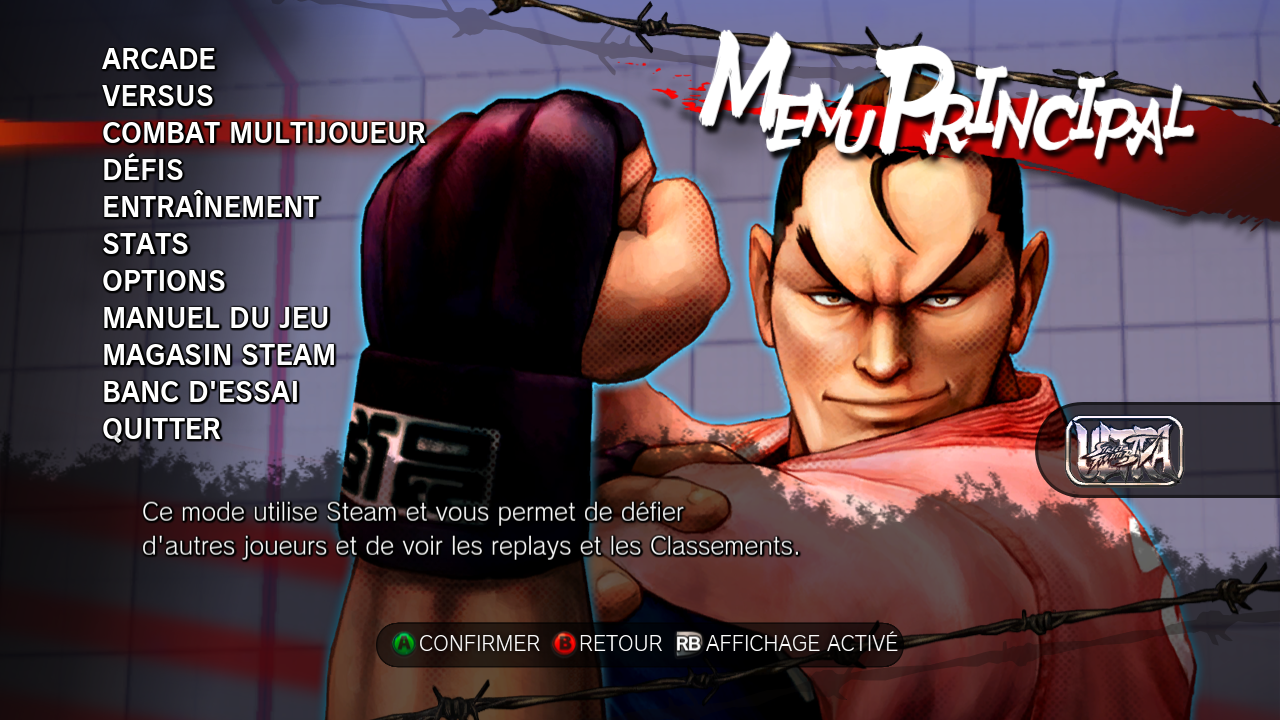 MENU PRINCIPAL
ARCADE
VERSUS
COMBAT MULTIJOUEUR
DÉFIS
ENTRAÎNEMENT
STATS
OPTIONS
MANUEL DU JEU
MAGASIN STEAM
BANC D'ESSAI
QUITTER
ULTRA
Ce mode utilise Steam et vous permet de défier
d'autres joueurs et de voir les replays et les Classements.
A CONFIRMER B RETOUR RB AFFICHAGE ACTIVÉ